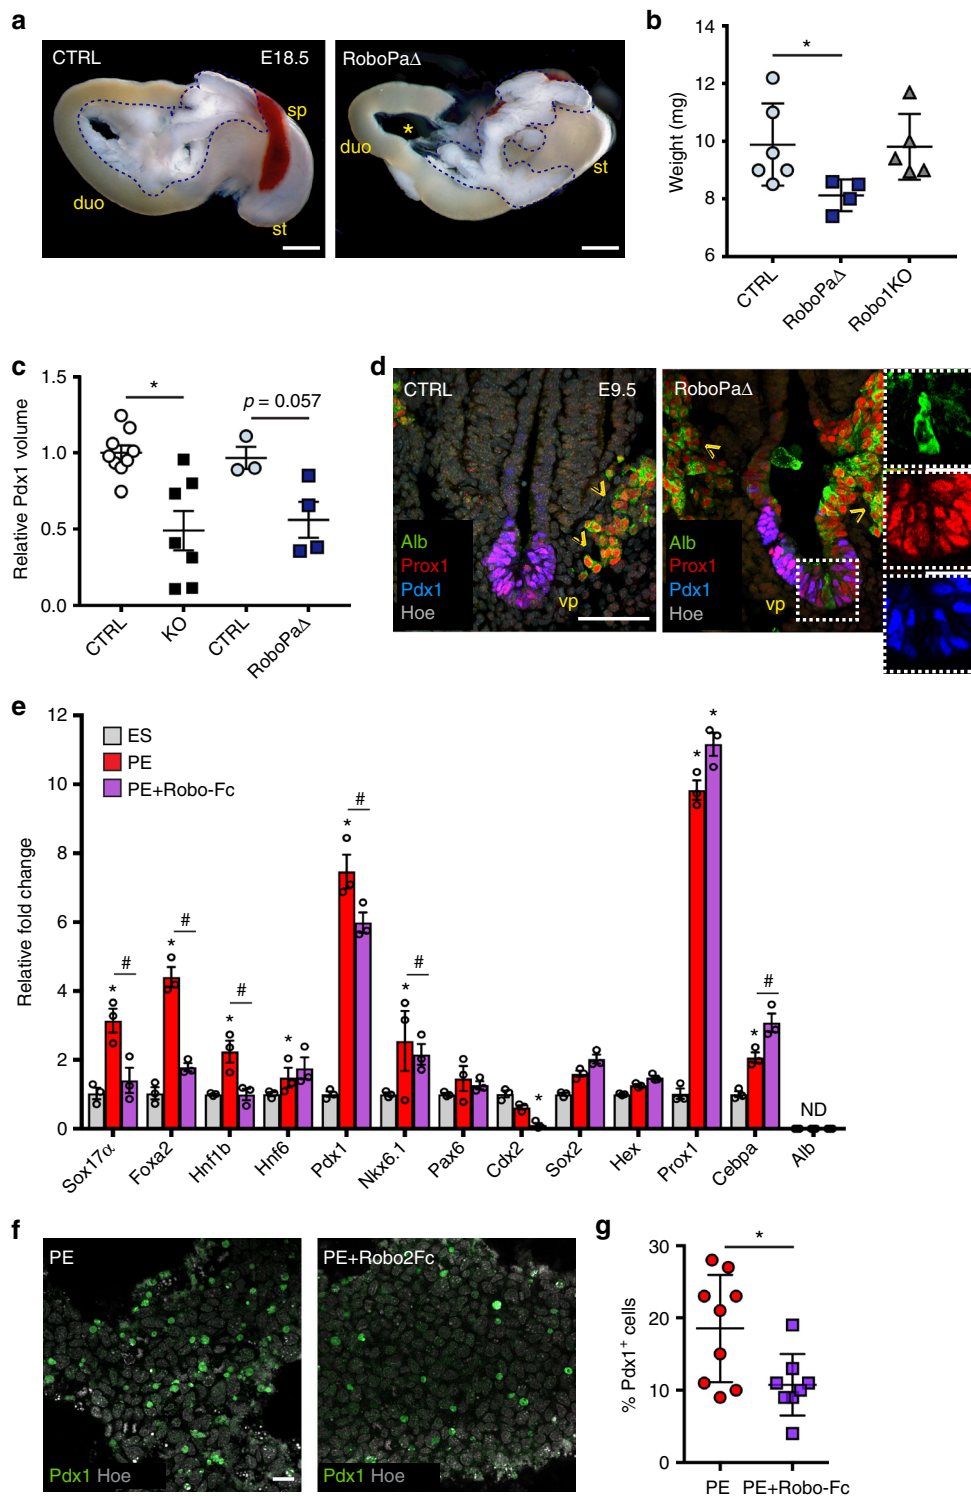 a
CTRL
E18.5
sp
duo
st
RoboPaΔ
*
duo
st
b
Weight (mg)
14
12
10
8
6
*
CTRL
RoboPaΔ
Robo1KO
c
Relative Pdx1 volume
1.5
1.0
0.5
0.0
*
p = 0.057
CTRL
KO
CTRL
RoboPaΔ
d
CTRL
E9.5
Alb
Prox1
Pdx1
Hoe
vp
RoboPaΔ
Alb
Prox1
Pdx1
Hoe
vp
e
Relative fold change
12
10
8
6
4
2
0
ES
PE
PE+Robo-Fc
* #
* #
* #
*
* #
* #
*
* *
* #
ND
Sox17α
Foxa2
Hnf1b
Hnf6
Pdx1
Nkx6.1
Pax6
Cdx2
Sox2
Hex
Prox1
Cebpa
Alb
f
PE
Pdx1 Hoe
PE+Robo2Fc
Pdx1 Hoe
g
% Pdx1+ cells
30
20
10
0
*
PE
PE+Robo-Fc